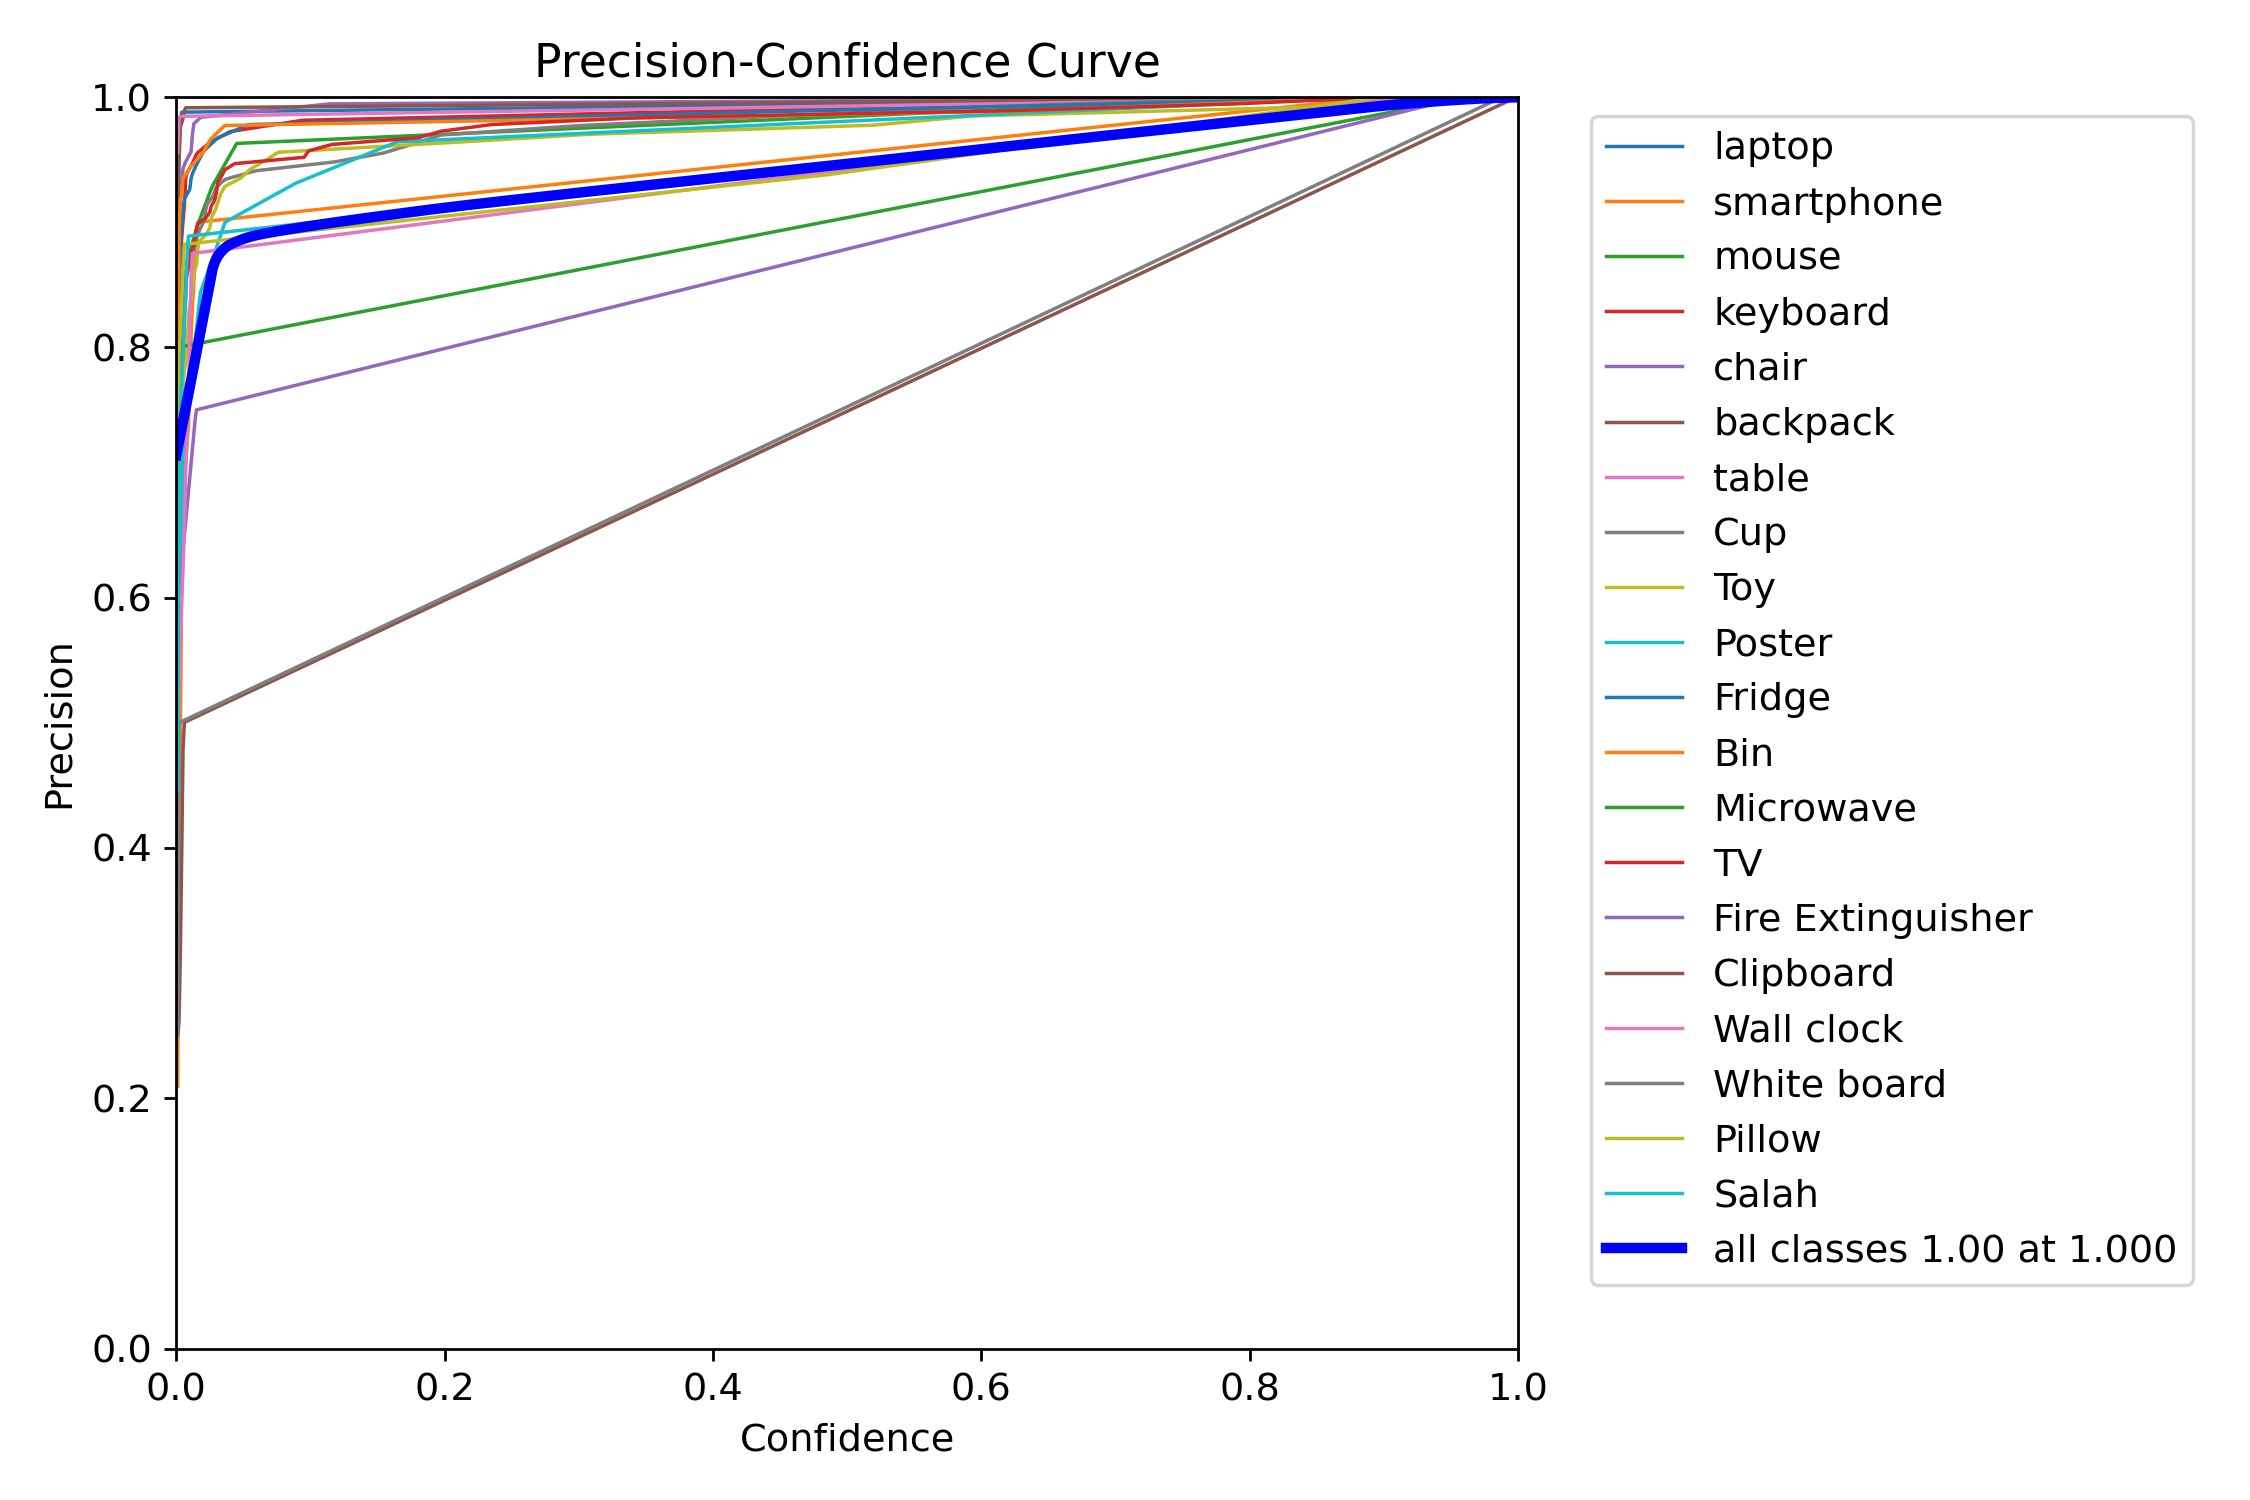 Precision-Confidence Curve
1.0
0.8
0.6
0.4
0.2
0.0
Precision
0.0 0.2 0.4 0.6 0.8 1.0
Confidence
laptop
smartphone
mouse
keyboard
chair
backpack
table
Cup
Toy
Poster
Fridge
Bin
Microwave
TV
Fire Extinguisher
Clipboard
Wall clock
White board
Pillow
Salah
all classes 1.00 at 1.000